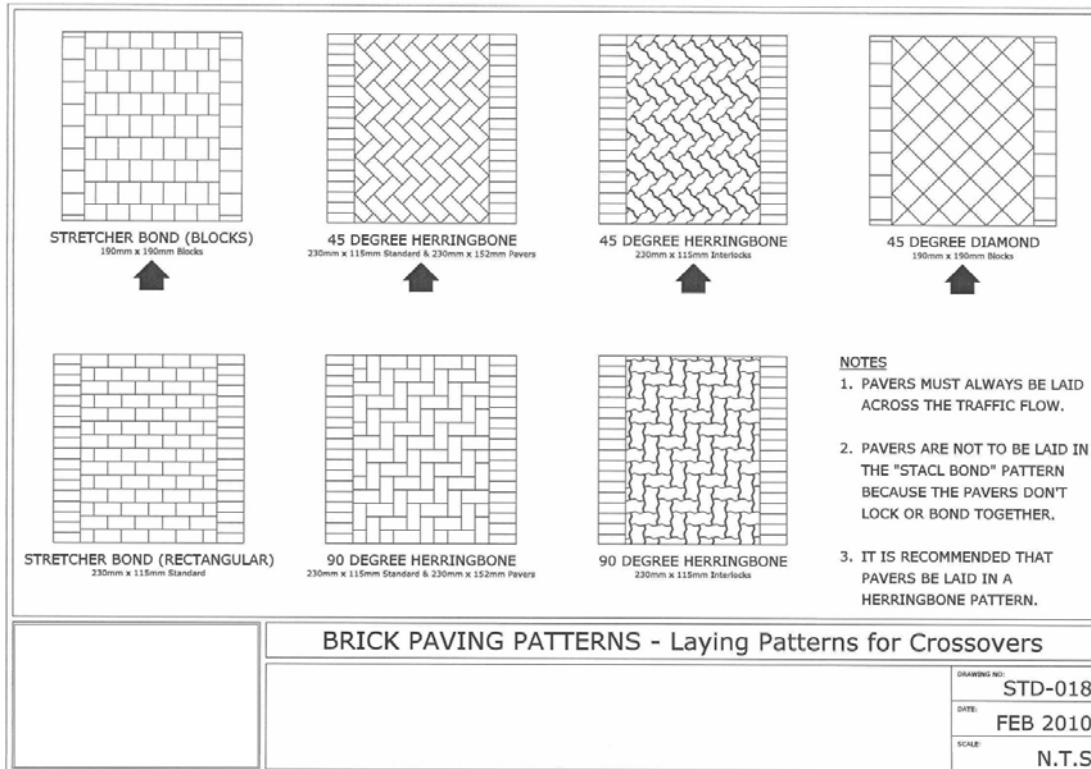 STRETCHER BOND (BLOCKS)
190mm x 190mm Blocks
45 DEGREE HERRINGBONE
230mm x 115mm Standard & 230mm x 152mm Pavers
45 DEGREE HERRINGBONE
230mm x 115mm Interlocks
45 DEGREE DIAMOND
190mm x 190mm Blocks
STRETCHER BOND (RECTANGULAR)
230mm x 115mm Standard
90 DEGREE HERRINGBONE
230mm x 115mm Standard & 230mm x 152mm Pavers
90 DEGREE HERRINGBONE
230mm x 115mm Interlocks
NOTES
1. PAVERS MUST ALWAYS BE LAID
ACROSS THE TRAFFIC FLOW.
2. PAVERS ARE NOT TO BE LAID IN
THE "STACL BOND" PATTERN
BECAUSE THE PAVERS DON'T
LOCK OR BOND TOGETHER.
3. IT IS RECOMMENDED THAT
PAVERS BE LAID IN A
HERRINGBONE PATTERN.
BRICK PAVING PATTERNS - Laying Patterns for Crossovers
DRAWING NO:
STD-018
DATE:
FEB 2010
SCALE:
N.T.S